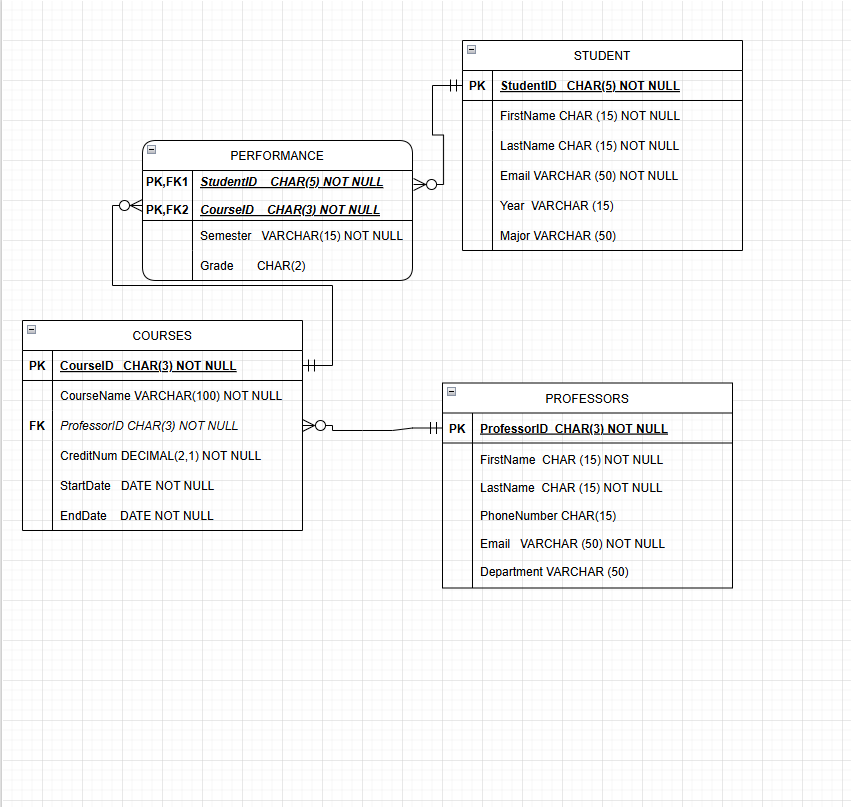 STUDENT
PK StudentID CHAR(5) NOT NULL
FirstName CHAR (15) NOT NULL
LastName CHAR (15) NOT NULL
Email VARCHAR (50) NOT NULL
Year VARCHAR (15)
Major VARCHAR (50)
PERFORMANCE
PK,FK1 StudentID CHAR(5) NOT NULL
PK,FK2 CourseID CHAR(3) NOT NULL
Semester VARCHAR(15) NOT NULL
Grade CHAR(2)
COURSES
PK CourseID CHAR(3) NOT NULL
CourseName VARCHAR(100) NOT NULL
FK ProfessorID CHAR(3) NOT NULL
CreditNum DECIMAL(2,1) NOT NULL
StartDate DATE NOT NULL
EndDate DATE NOT NULL
PROFESSORS
PK ProfessorID CHAR(3) NOT NULL
FirstName CHAR (15) NOT NULL
LastName CHAR (15) NOT NULL
PhoneNumber CHAR(15)
Email VARCHAR (50) NOT NULL
Department VARCHAR (50)